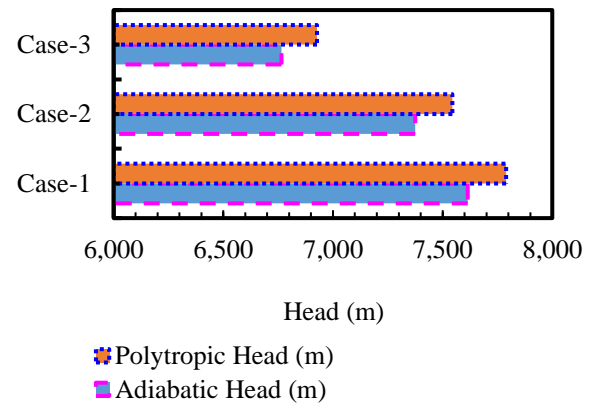 Case-3
Case-2
Case-1
6,000 6,500 7,000 7,500 8,000
Head (m)
Polytropic Head (m)
Adiabatic Head (m)